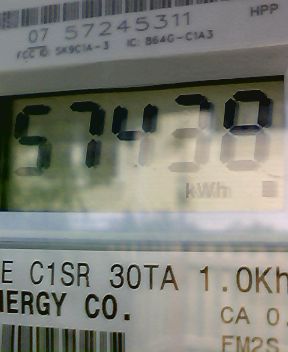 HPP
07 57245311
FCC ID: SK9C1A-3 IC: 864G-C1A3
57438
kWh
E C1SR 30TA 1.0Kh
NERGY CO. CA 0.
FM2S